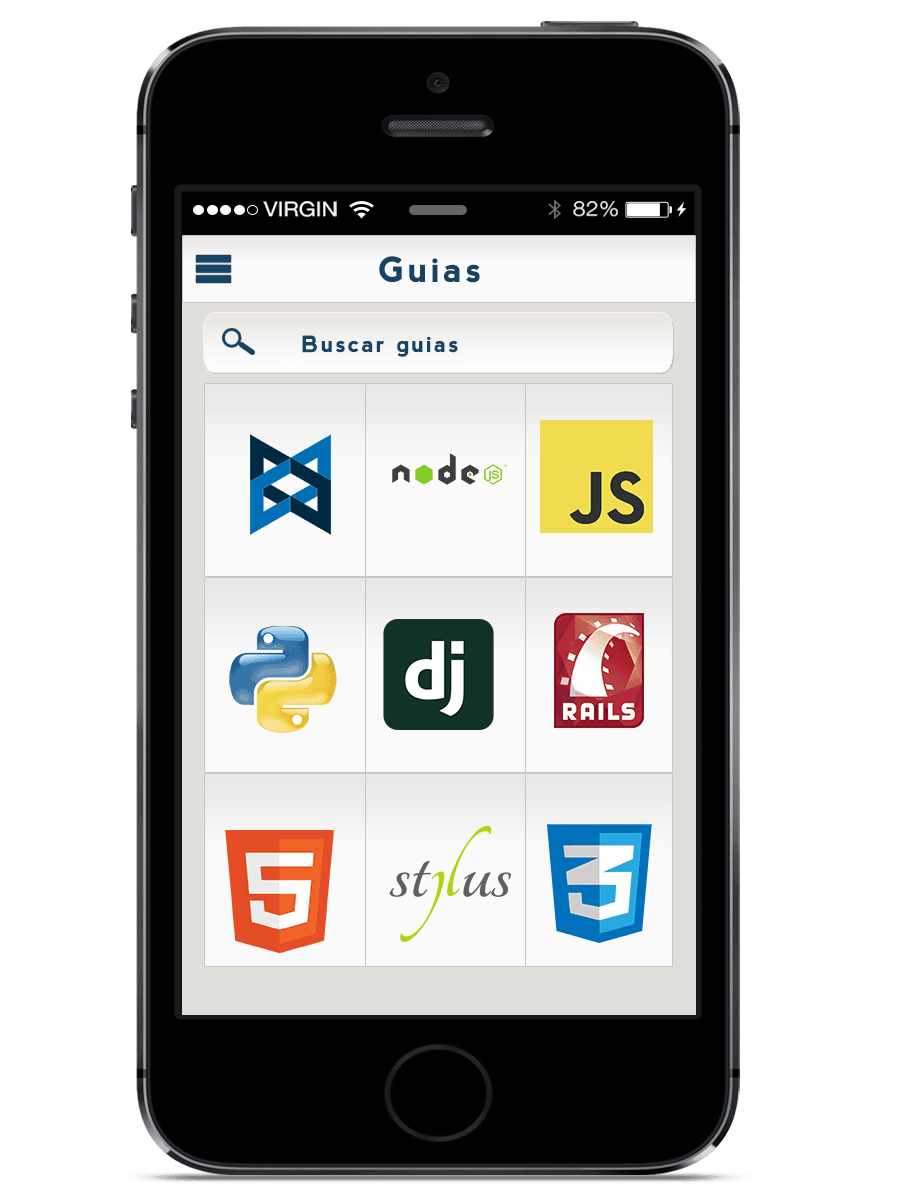 VIRGIN 82%
Guias
Buscar guias
node JS JS
dj RAILS
5 stylus 3